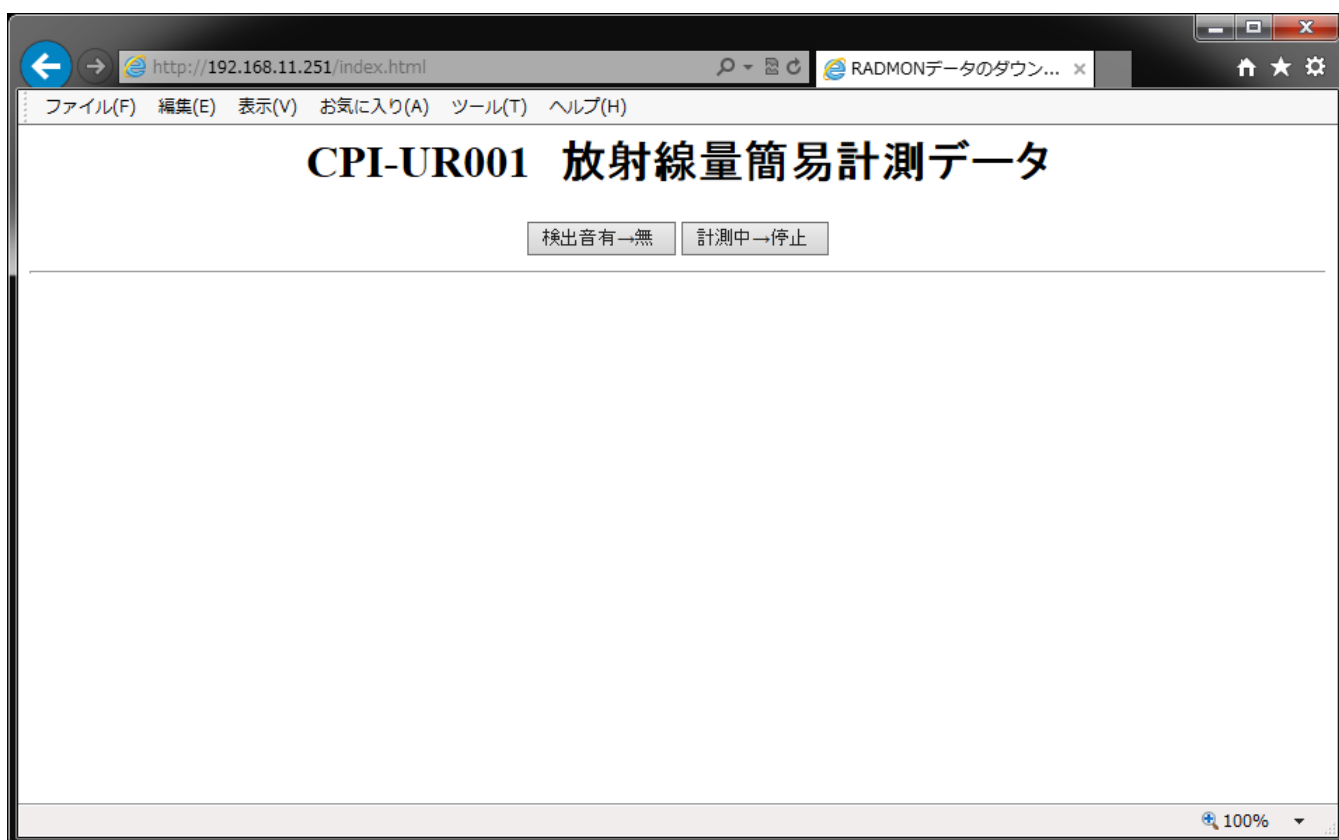 http://192.168.11.251/index.html
RADMONデータのダウン...
ファイル(F) 編集(E) 表示(V) お気に入り(A) ツール(T) ヘルプ(H)
CPI-UR001 放射線量簡易計測データ
検出音有→無 計測中→停止
100%